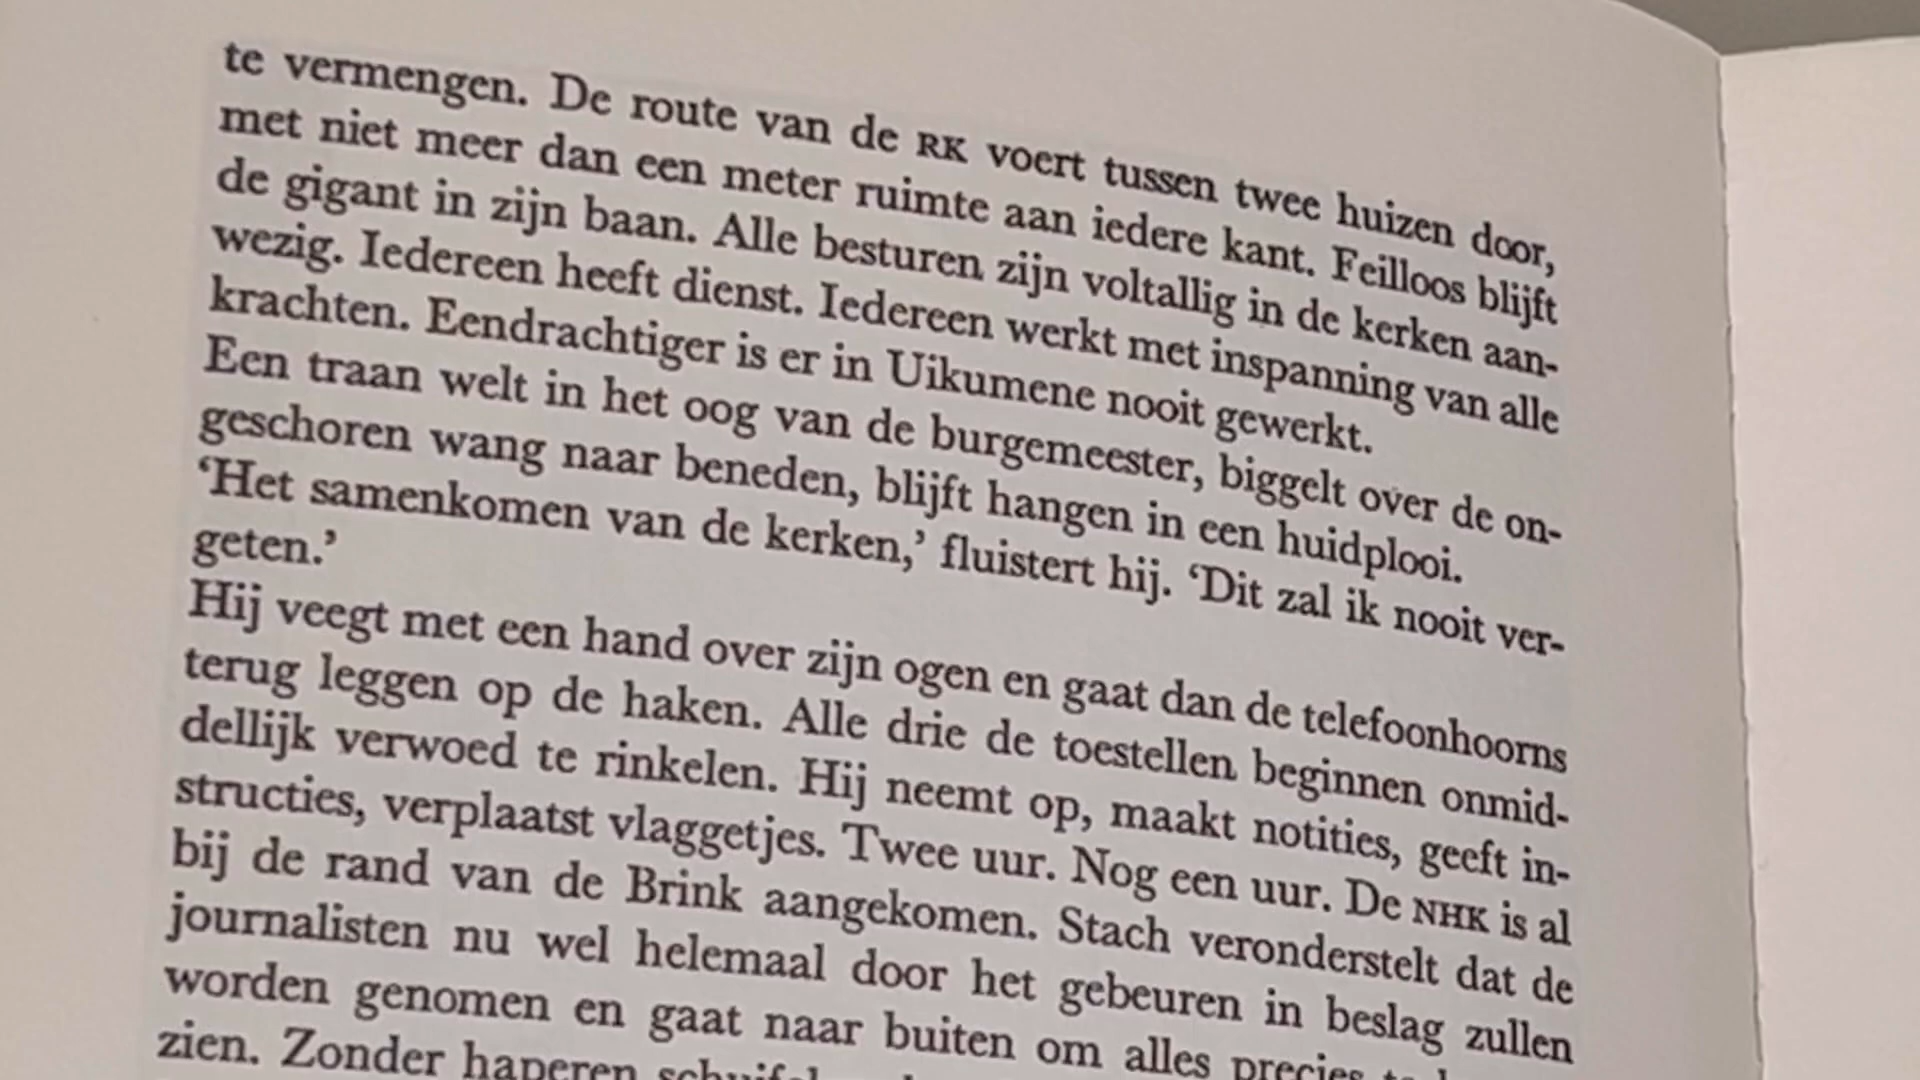 te vermengen. De route van de RK voert tussen twee huizen door,
met niet meer dan een meter ruimte aan iedere kant. Feilloos blijft
de gigant in zijn baan. Alle besturen zijn voltallig in de kerken aan-
wezig. Iedereen heeft dienst. Iedereen werkt met inspanning van alle
krachten. Eendrachtiger is er in Uikumene nooit gewerkt.
Een traan welt in het oog van de burgemeester, biggelt over de on-
geschoren wang naar beneden, blijft hangen in een huidplooi.
‘Het samenkomen van de kerken,’ fluistert hij. ‘Dit zal ik nooit ver-
geten.’
Hij veegt met een hand over zijn ogen en gaat dan de telefoonhoorns
terug leggen op de haken. Alle drie de toestellen beginnen onmid-
dellijk verwoed te rinkelen. Hij neemt op, maakt notities, geeft in-
structies, verplaatst vlaggetjes. Twee uur. Nog een uur. De NHK is al
bij de rand van de Brink aangekomen. Stach veronderstelt dat de
journalisten nu wel helemaal door het gebeuren in beslag zullen
worden genomen en gaat naar buiten om alles precies te
zien. Zonder haperen